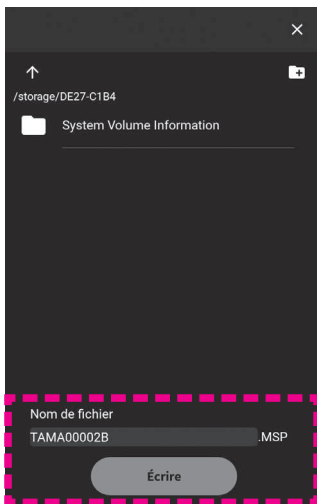 /storage/DE27-C1B4
System Volume Information
Nom de fichier
TAMA00002B .MSP
Écrire